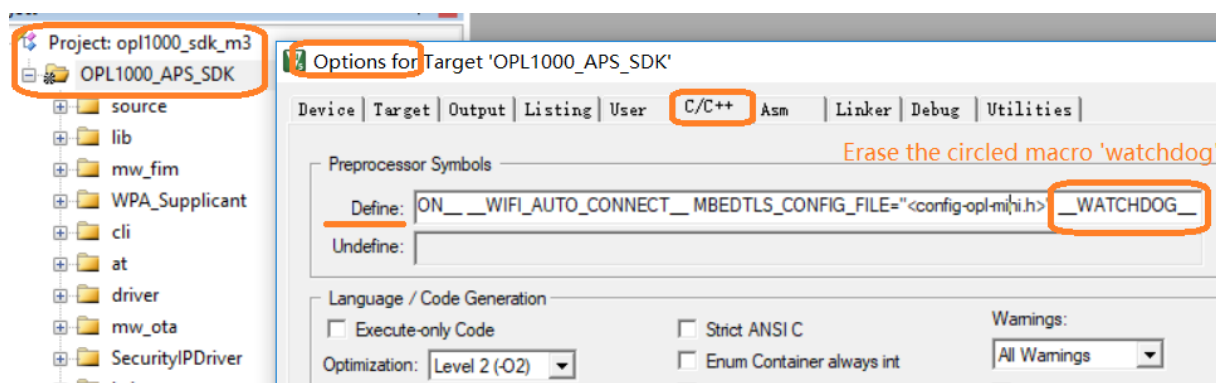 Project: opl1000_sdk_m3
OPL1000_APS_SDK
source
lib
mw_fim
WPA_Supplicant
cli
at
driver
mw_ota
SecurityIPDriver
Options for Target 'OPL1000_APS_SDK'
Device Target Output Listing User C/C++ Asm Linker Debug Utilities
Erase the circled macro 'watchdog'
Preprocessor Symbols
Define: ON__ __WIFI_AUTO_CONNECT__ MBEDTLS_CONFIG_FILE="<config-opl-mini.h>" __WATCHDOG__
Undefine:
Language / Code Generation
Execute-only Code
Strict ANSI C
Warnings:
Optimization: Level 2 (-O2)
Enum Container always int
All Warnings